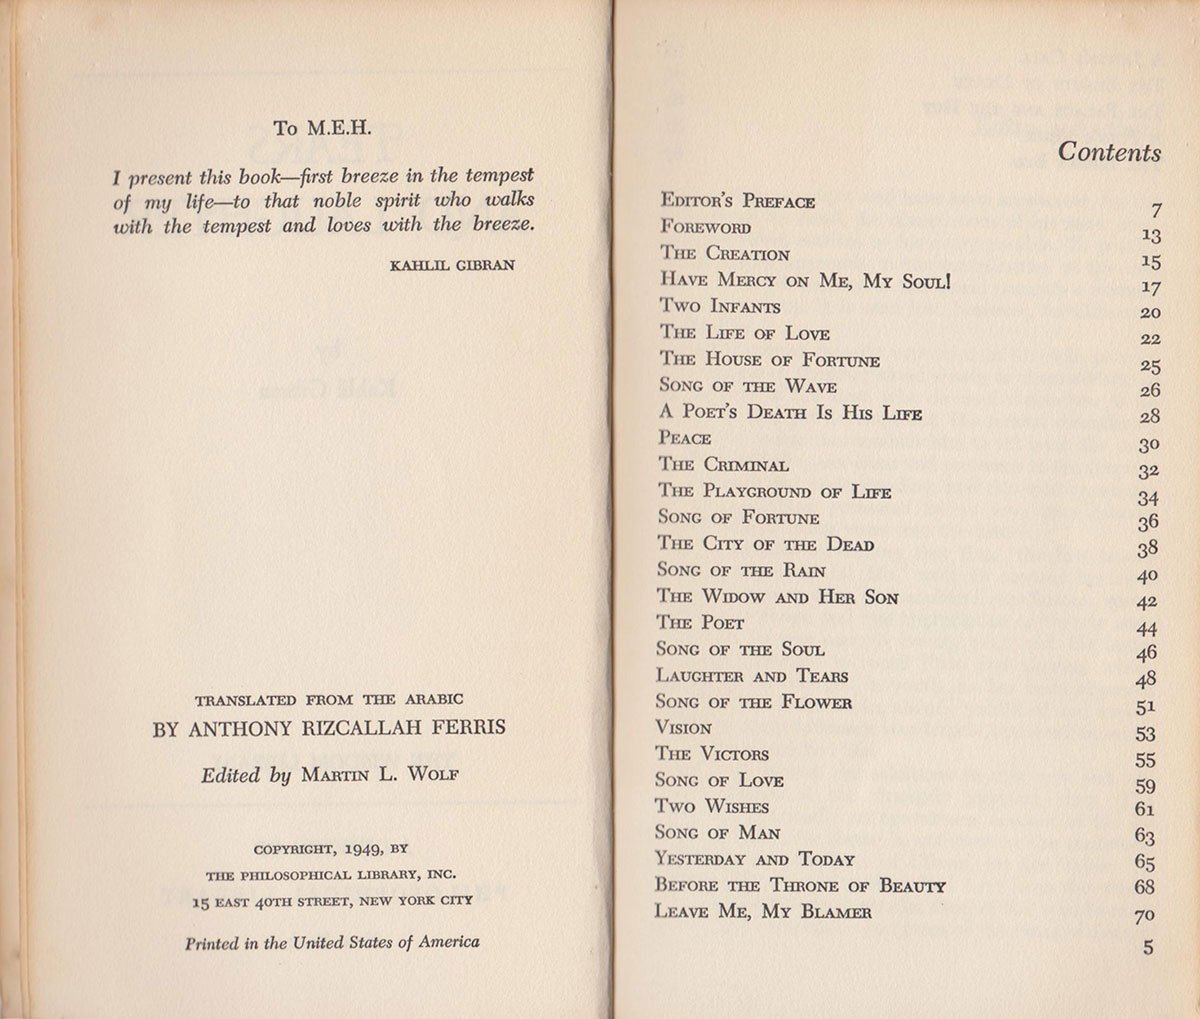 To M.E.H.
I present this book—first breeze in the tempest
of my life—to that noble spirit who walks
with the tempest and loves with the breeze.
KAHLIL GIBRAN
TRANSLATED FROM THE ARABIC
BY ANTHONY RIZCALLAH FERRIS
Edited by MARTIN L. WOLF
COPYRIGHT, 1949, BY
THE PHILOSOPHICAL LIBRARY, INC.
15 EAST 40TH STREET, NEW YORK CITY
Printed in the United States of America
Contents
EDITOR'S PREFACE 7
FOREWORD 13
THE CREATION 15
HAVE MERCY ON ME, MY SOUL! 17
TWO INFANTS 20
THE LIFE OF LOVE 22
THE HOUSE OF FORTUNE 25
SONG OF THE WAVE 26
A POET'S DEATH IS HIS LIFE 28
PEACE 30
THE CRIMINAL 32
THE PLAYGROUND OF LIFE 34
SONG OF FORTUNE 36
THE CITY OF THE DEAD 38
SONG OF THE RAIN 40
THE WIDOW AND HER SON 42
THE POET 44
SONG OF THE SOUL 46
LAUGHTER AND TEARS 48
SONG OF THE FLOWER 51
VISION 53
THE VICTORS 55
SONG OF LOVE 59
TWO WISHES 61
SONG OF MAN 63
YESTERDAY AND TODAY 65
BEFORE THE THRONE OF BEAUTY 68
LEAVE ME, MY BLAMER 70
5